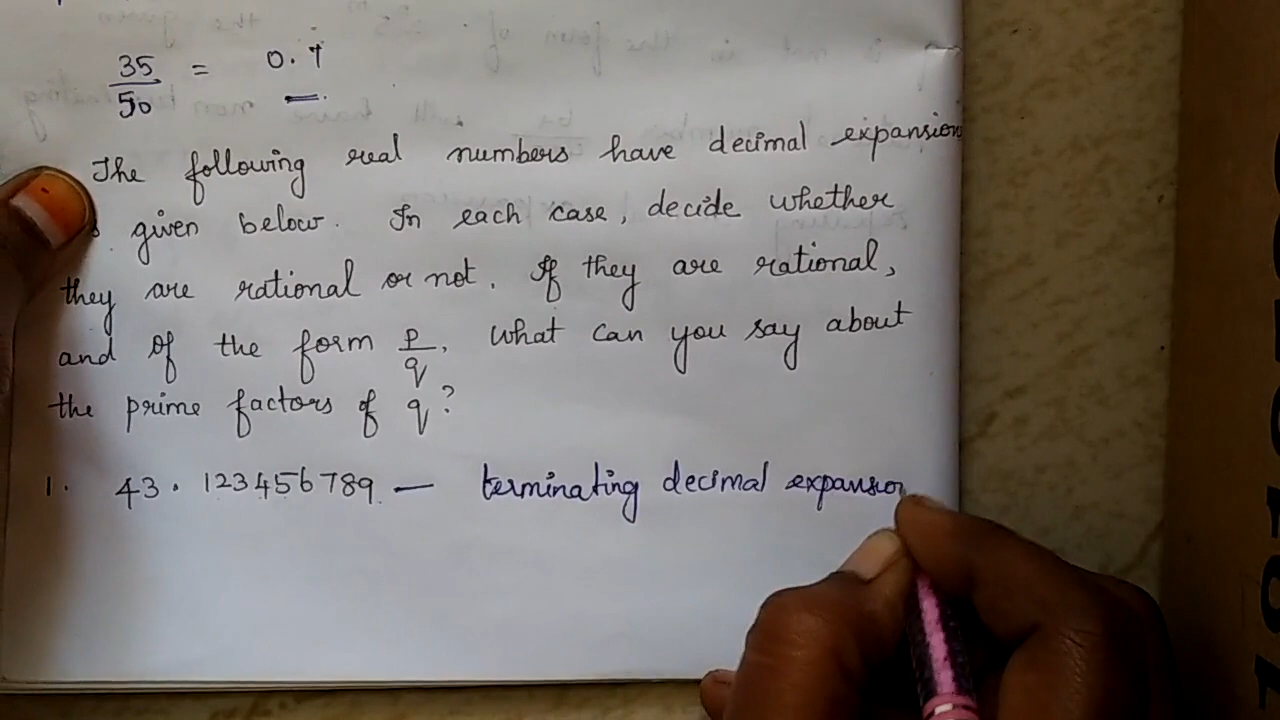 35/50 = 0.7
The following real numbers have decimal expansion
s given below. In each case, decide whether
they are rational or not. If they are rational,
and of the form p/q, what can you say about
the prime factors of q?
1. 43.123456789 — terminating decimal expansion